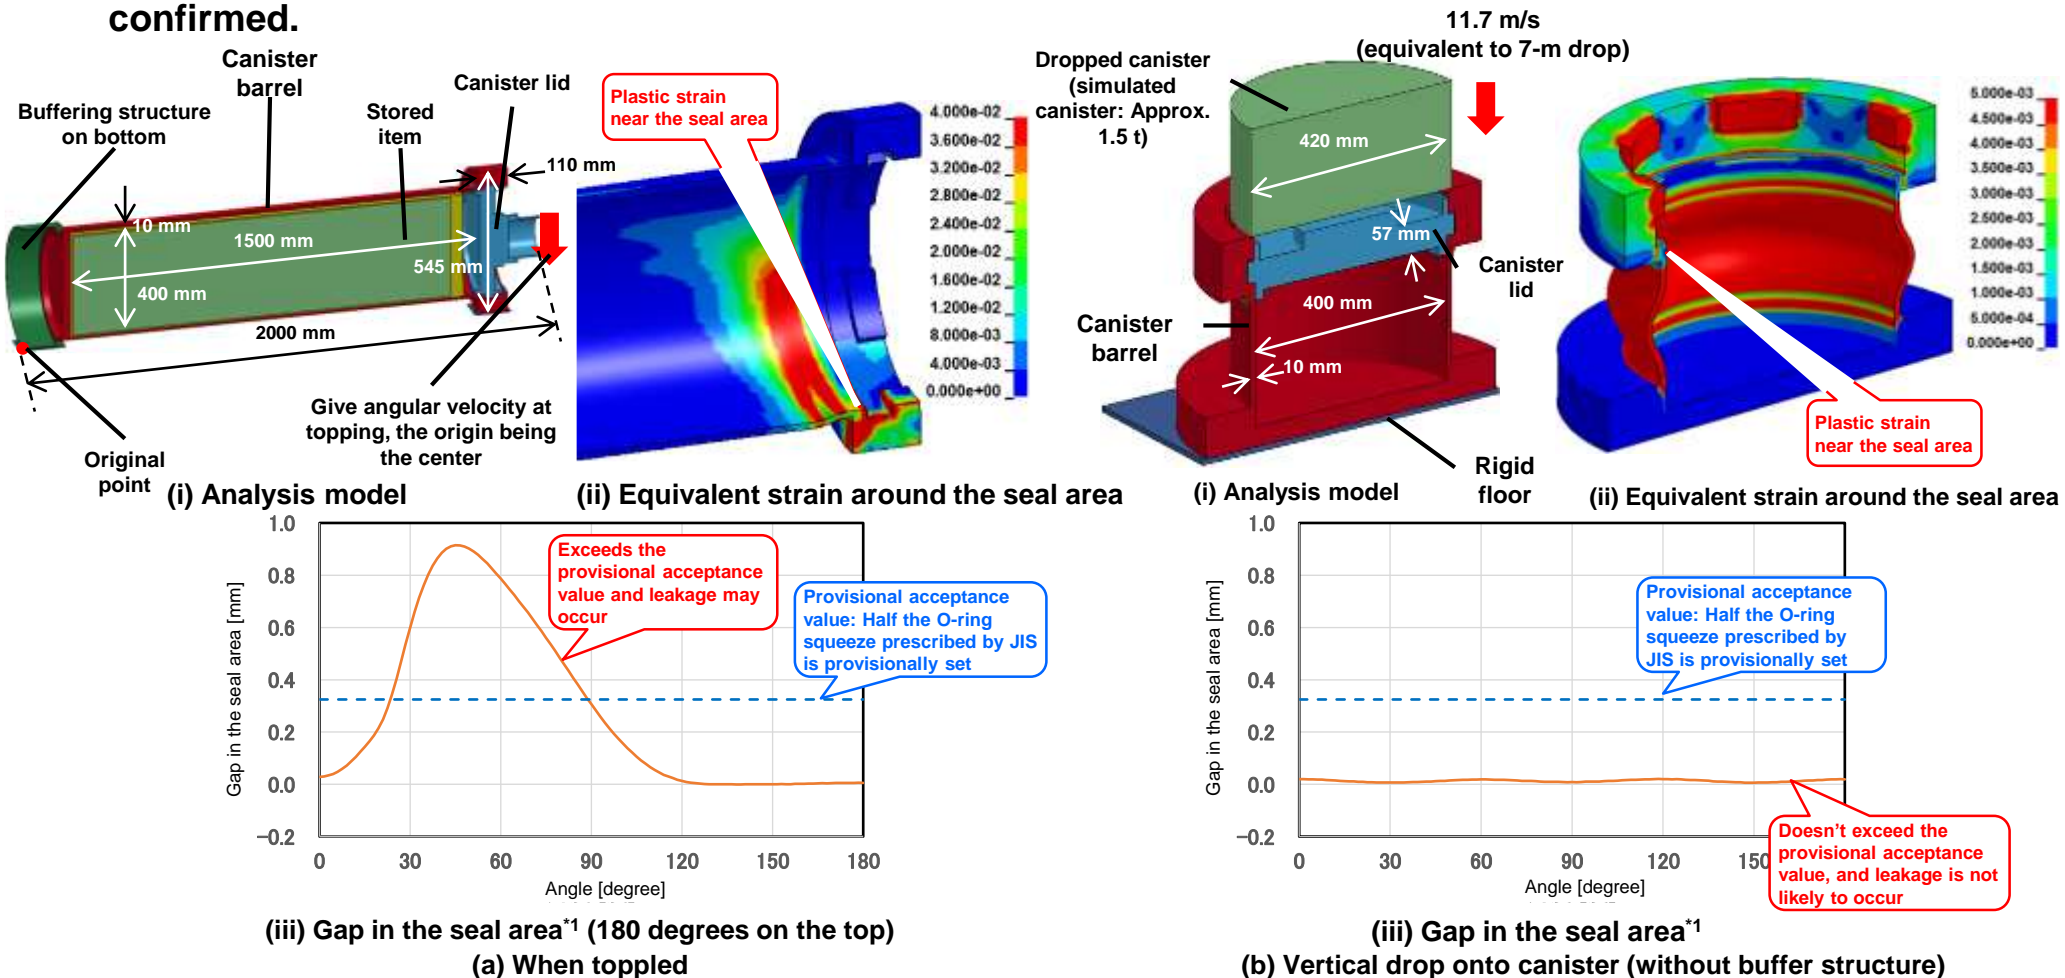 confirmed.
Canister
barrel
Canister lid
Buffering structure
on bottom
Stored
item
110 mm
10 mm
1500 mm
545 mm
400 mm
2000 mm
Give angular velocity at
topping, the origin being
the center
Original
point
(i) Analysis model
Plastic strain
near the seal area
4.000e-02
3.600e-02
3.200e-02
2.800e-02
2.400e-02
2.000e-02
1.600e-02
1.200e-02
8.000e-03
4.000e-03
0.000e+00
(ii) Equivalent strain around the seal area
11.7 m/s
(equivalent to 7-m drop)
Dropped canister
(simulated
canister: Approx.
1.5 t)
420 mm
57 mm
Canister
lid
400 mm
Canister
barrel
10 mm
Rigid
floor
(i) Analysis model
5.000e-03
4.500e-03
4.000e-03
3.500e-03
3.000e-03
2.500e-03
2.000e-03
1.500e-03
1.000e-03
5.000e-04
0.000e+00
Plastic strain
near the seal area
(ii) Equivalent strain around the seal area
Gap in the seal area [mm]
1.0
0.8
0.6
0.4
0.2
0.0
−0.2
0 30 60 90 120 150 180
Angle [degree]
Exceeds the
provisional acceptance
value and leakage may
occur
Provisional acceptance
value: Half the O-ring
squeeze prescribed by JIS
is provisionally set
(iii) Gap in the seal area*1 (180 degrees on the top)
(a) When toppled
Gap in the seal area [mm]
1.0
0.8
0.6
0.4
0.2
0.0
−0.2
0 30 60 90 120 150
Angle [degree]
Provisional acceptance
value: Half the O-ring
squeeze prescribed by
JIS is provisionally set
Doesn't exceed the
provisional acceptance
value, and leakage is not
likely to occur
(iii) Gap in the seal area*1
(b) Vertical drop onto canister (without buffer structure)